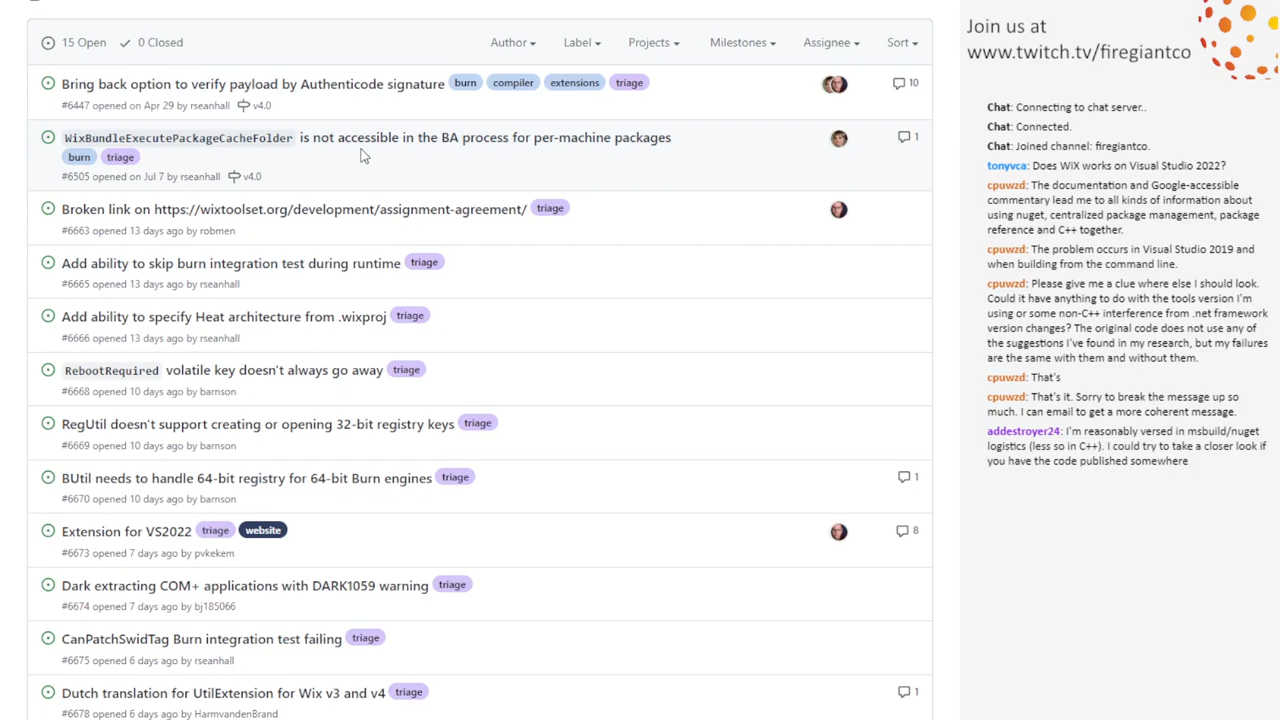 15 Open 0 Closed Author Label Projects Milestones Assignee Sort
Bring back option to verify payload by Authenticode signature burn compiler extensions triage 10
#6447 opened on Apr 29 by rseanhall v4.0
WixBundleExecutePackageCacheFolder is not accessible in the BA process for per-machine packages 1
burn triage
#6505 opened on Jul 7 by rseanhall v4.0
Broken link on https://wixtoolset.org/development/assignment-agreement/ triage
#6663 opened 13 days ago by robmen
Add ability to skip burn integration test during runtime triage
#6665 opened 13 days ago by rseanhall
Add ability to specify Heat architecture from .wixproj triage
#6666 opened 13 days ago by rseanhall
RebootRequired volatile key doesn't always go away triage
#6668 opened 10 days ago by barnson
RegUtil doesn't support creating or opening 32-bit registry keys triage
#6669 opened 10 days ago by barnson
BUtil needs to handle 64-bit registry for 64-bit Burn engines triage 1
#6670 opened 10 days ago by barnson
Extension for VS2022 triage website 8
#6673 opened 7 days ago by pvkekem
Dark extracting COM+ applications with DARK1059 warning triage
#6674 opened 7 days ago by bj185066
CanPatchSwidTag Burn integration test failing triage
#6675 opened 6 days ago by rseanhall
Dutch translation for UtilExtension for Wix v3 and v4 triage 1
#6678 opened 6 days ago by HarmvandenBrand
Join us at
www.twitch.tv/firegiantco
Chat: Connecting to chat server..
Chat: Connected.
Chat: Joined channel: firegiantco.
tonyvca: Does WiX works on Visual Studio 2022?
cpuwzd: The documentation and Google-accessible
commentary lead me to all kinds of information about
using nuget, centralized package management, package
reference and C++ together.
cpuwzd: The problem occurs in Visual Studio 2019 and
when building from the command line.
cpuwzd: Please give me a clue where else I should look.
Could it have anything to do with the tools version I'm
using or some non-C++ interference from .net framework
version changes? The original code does not use any of
the suggestions I've found in my research, but my failures
are the same with them and without them.
cpuwzd: That's
cpuwzd: That's it. Sorry to break the message up so
much. I can email to get a more coherent message.
addestroyer24: I'm reasonably versed in msbuild/nuget
logistics (less so in C++). I could try to take a closer look if
you have the code published somewhere